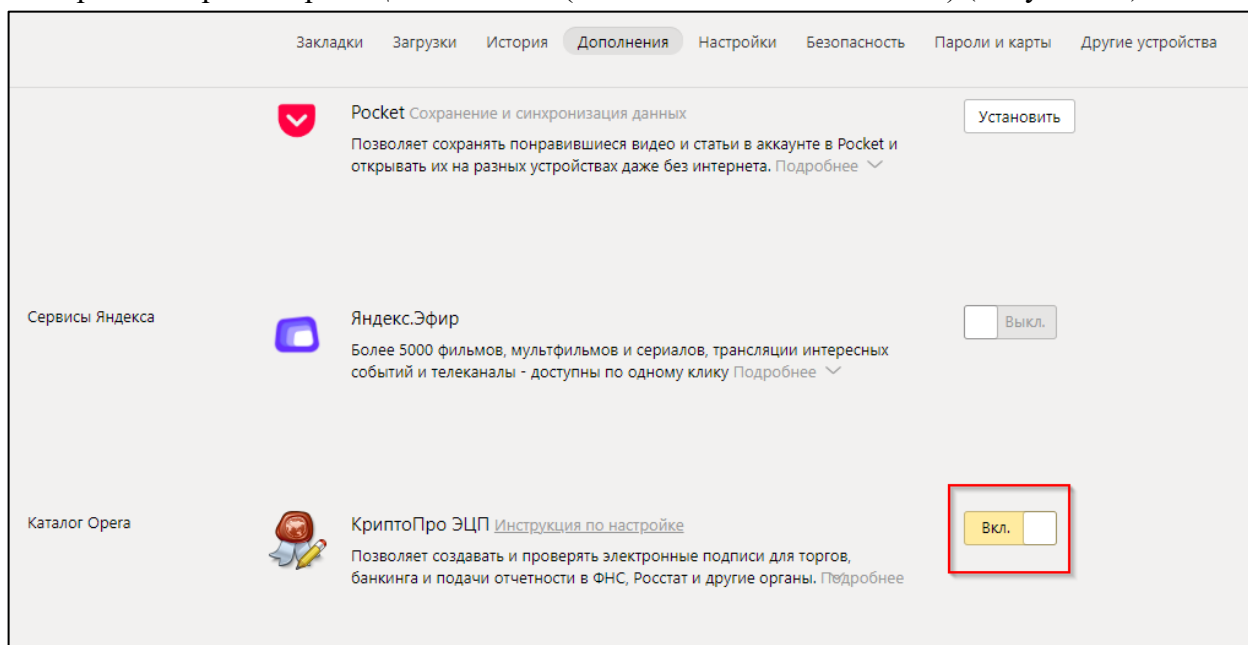 Закладки Загрузки История Дополнения Настройки Безопасность Пароли и карты Другие устройства
Pocket Сохранение и синхронизация данных
Установить
Позволяет сохранять понравившиеся видео и статьи в аккаунте в Pocket и
открывать их на разных устройствах даже без интернета. Подробнее
Сервисы Яндекса
Яндекс.Эфир
Выкл.
Более 5000 фильмов, мультфильмов и сериалов, трансляции интересных
событий и телеканалы - доступны по одному клику Подробнее
Каталог Opera
КриптоПро ЭЦП Инструкция по настройке
Вкл.
Позволяет создавать и проверять электронные подписи для торгов,
банкинга и подачи отчетности в ФНС, Росстат и другие органы. Подробнее